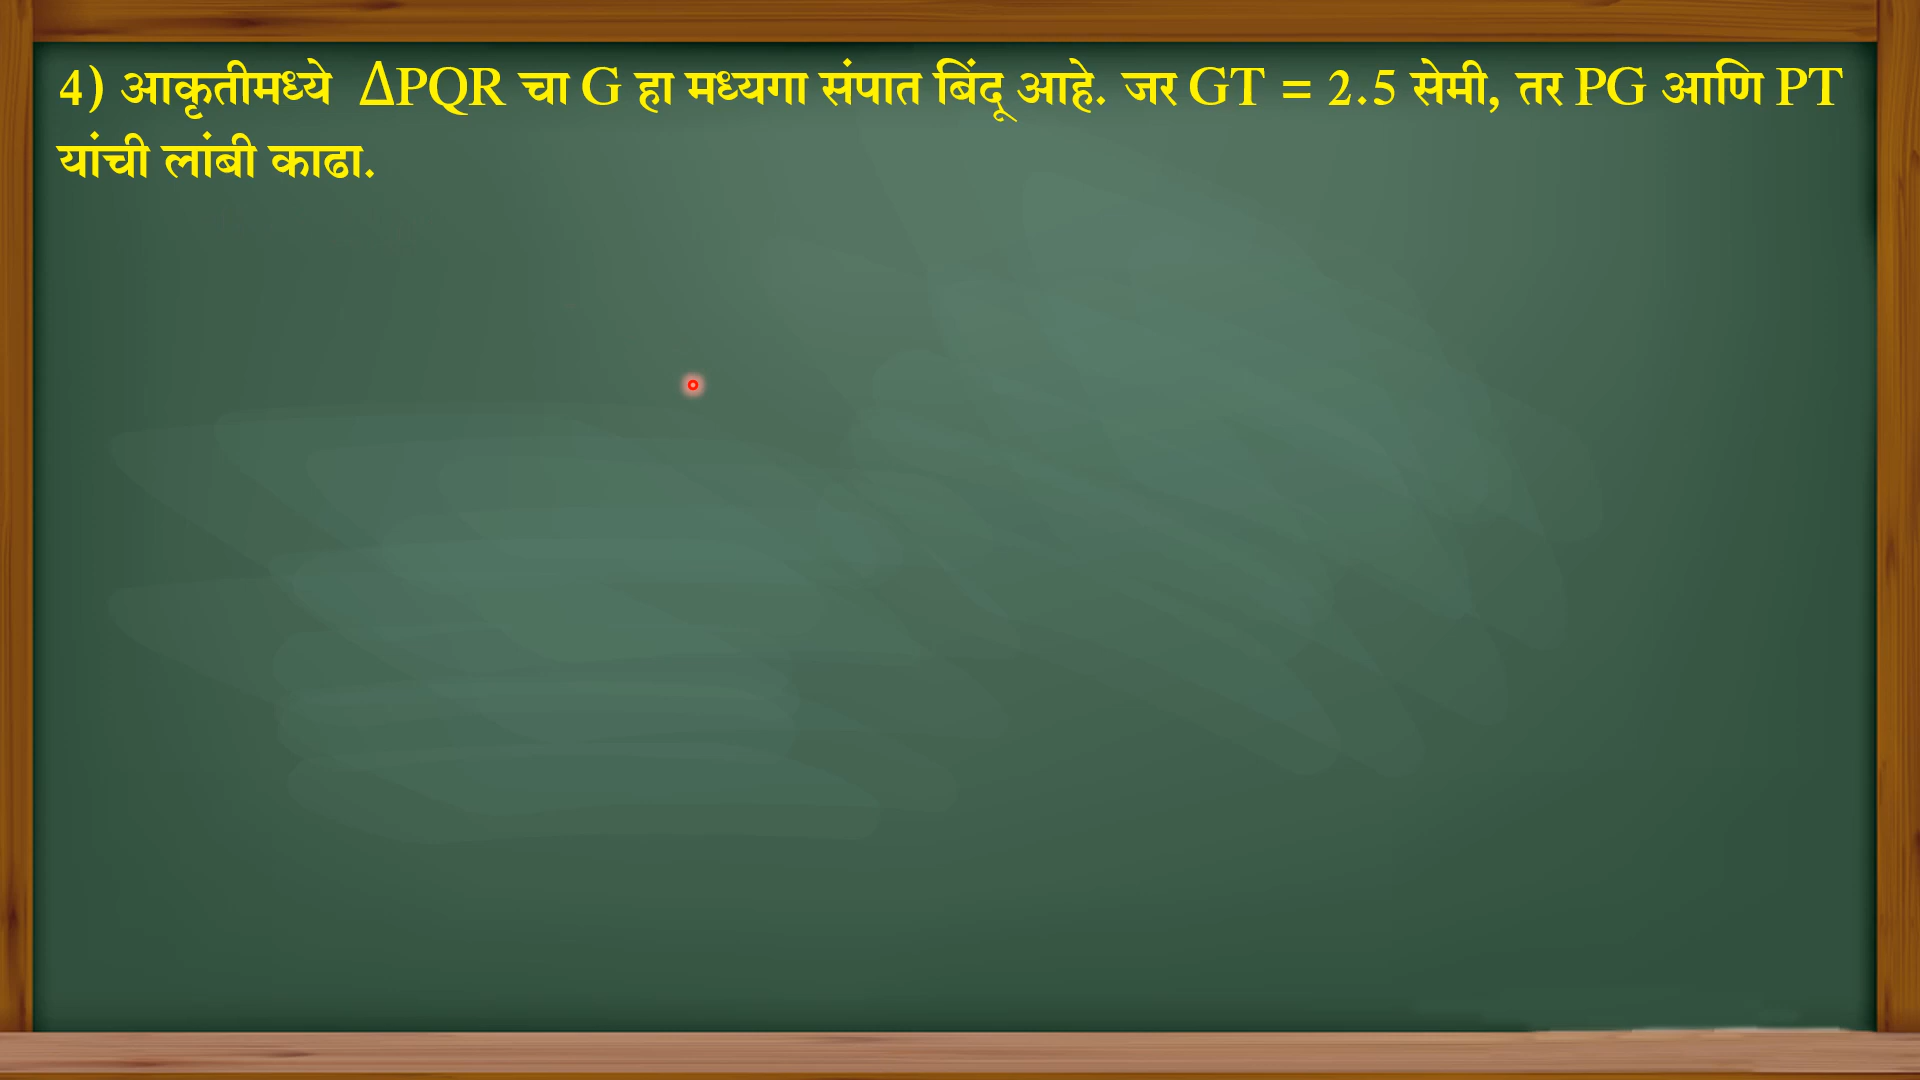 4) आकृतीमध्ये ΔPQR चा G हा मध्यगा संपात बिंदू आहे. जर GT = 2.5 सेमी, तर PG आणि PT
यांची लांबी काढा.